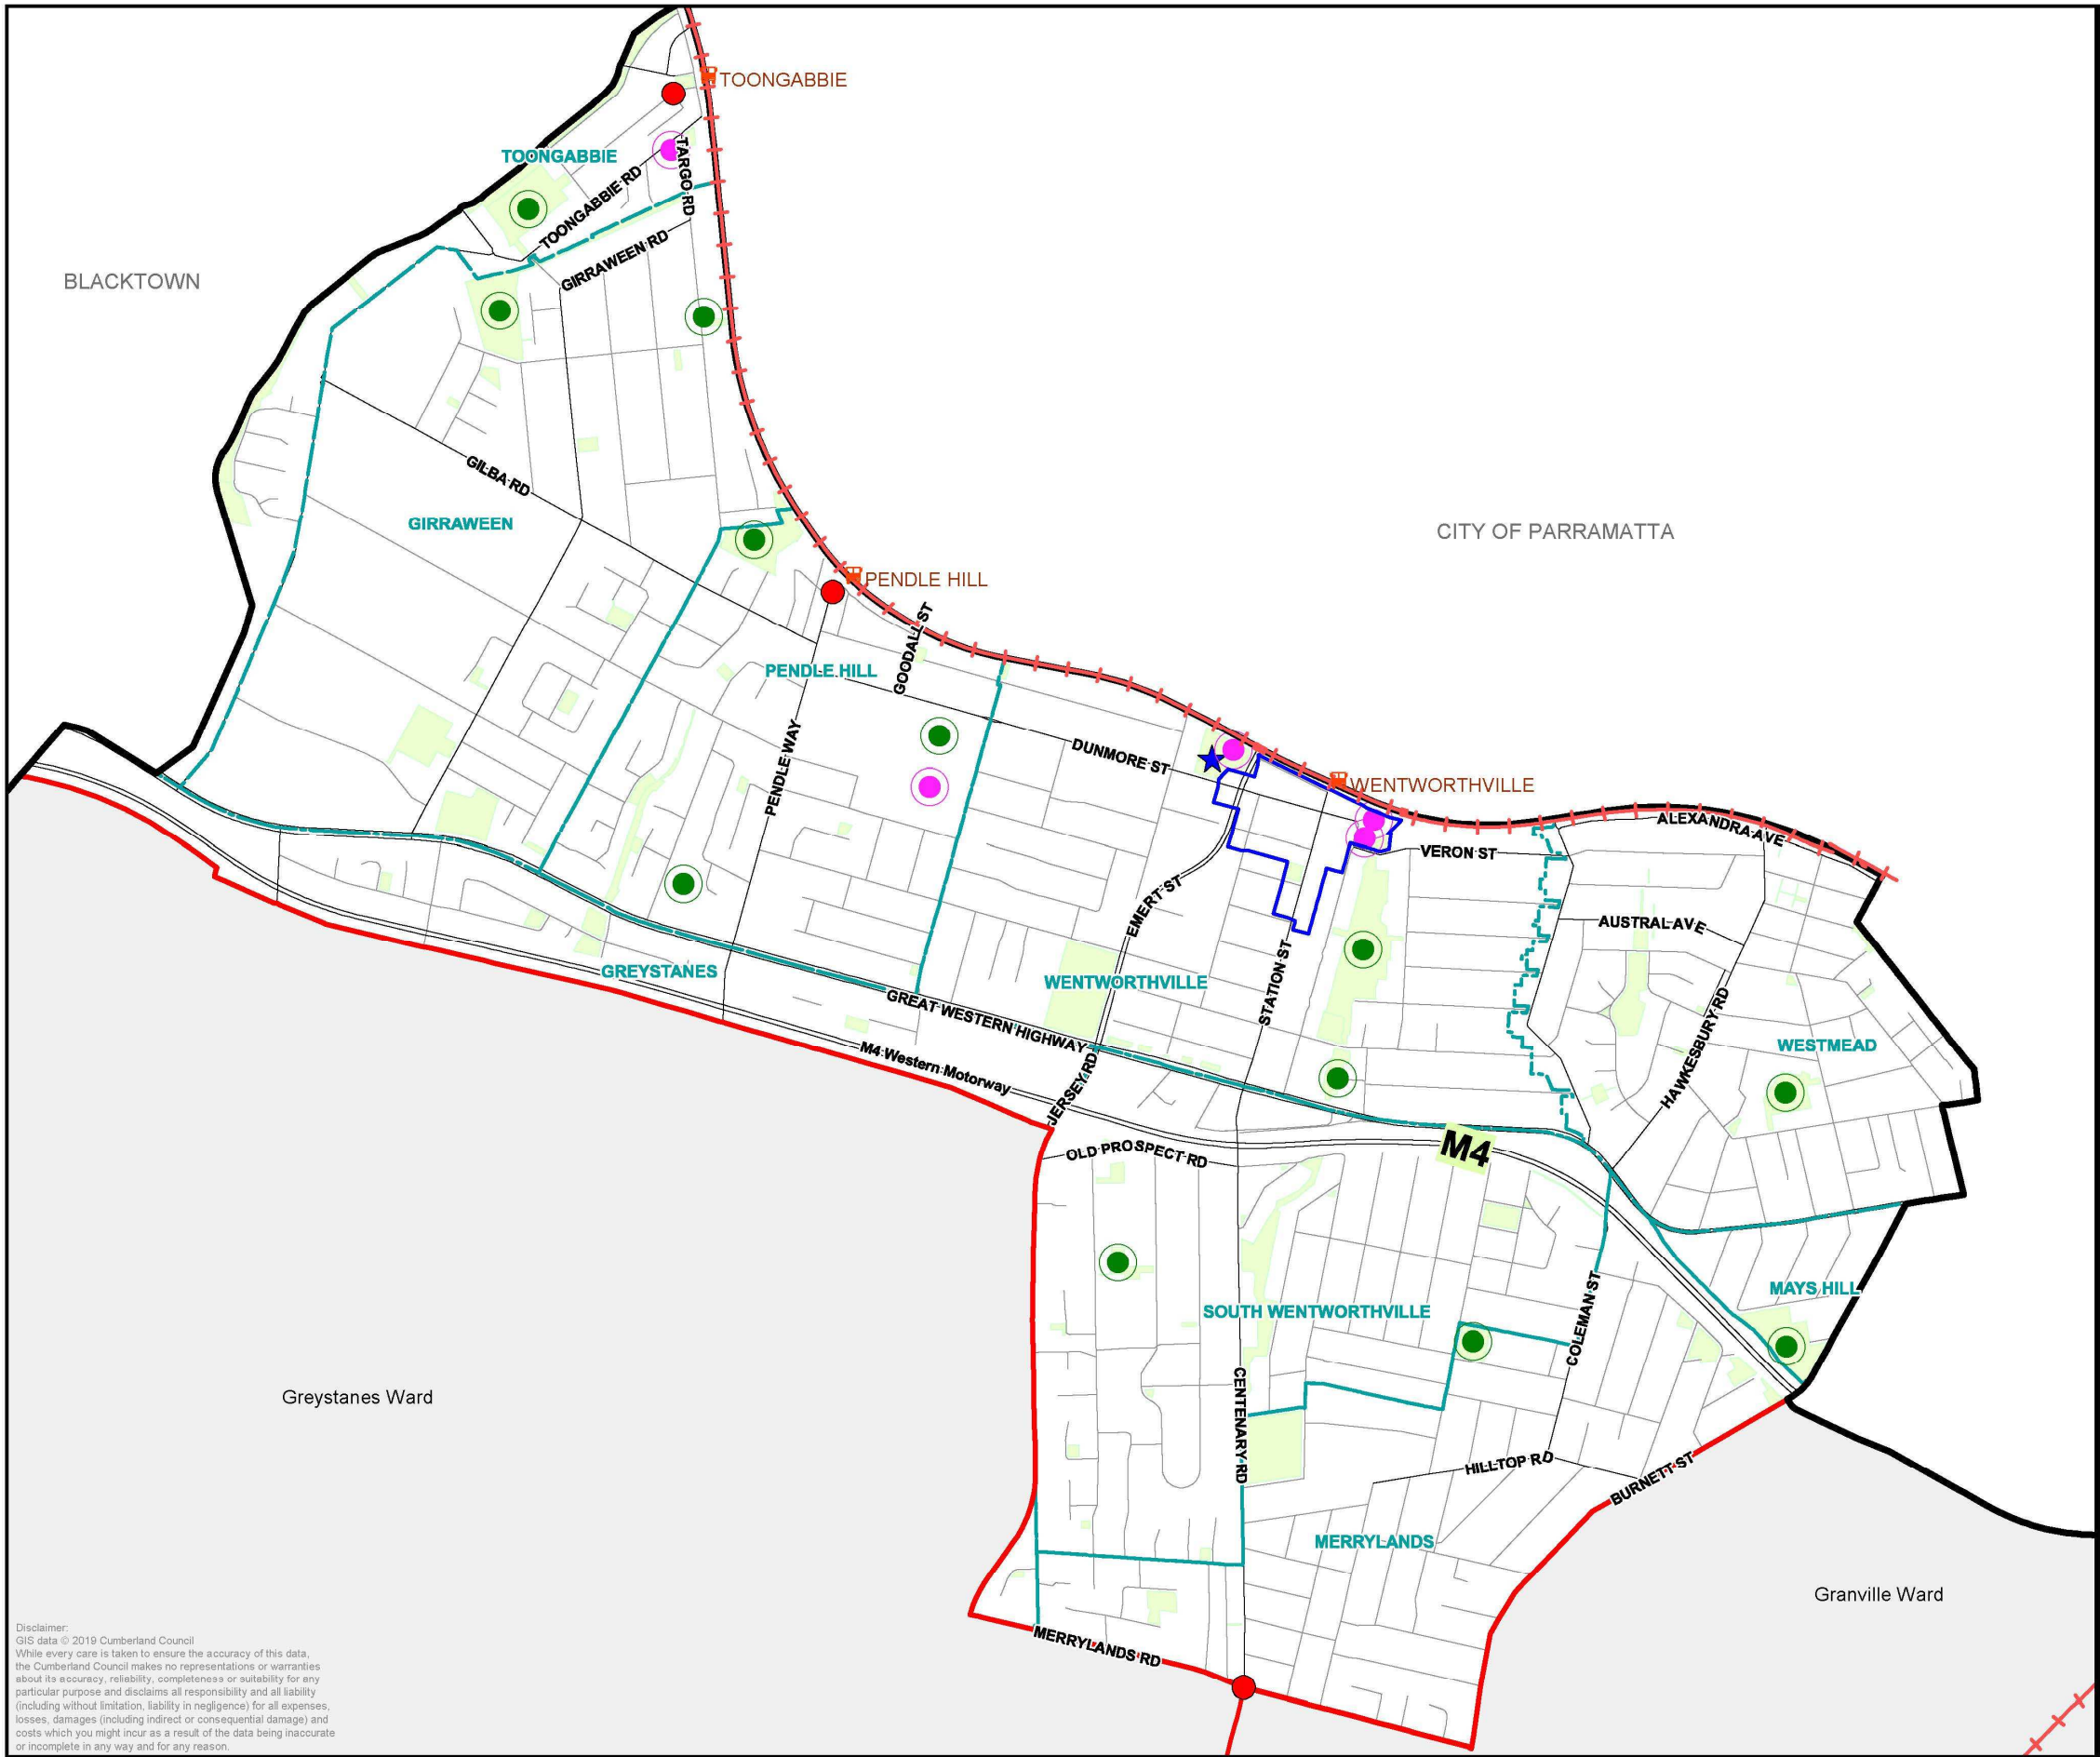 TOONGABBIE
TOONGABBIE
TARGO RD
TOONGABBIE RD
GIRRAWEEN RD
BLACKTOWN
GILBA RD
GIRRAWEEN
CITY OF PARRAMATTA
PENDLE HILL
GOODALL ST
PENDLE HILL
PENDLE WAY
DUNMORE ST
WENTWORTHVILLE
ALEXANDRA AVE
VERON ST
EMERT ST
AUSTRAL AVE
GREYSTANES
WENTWORTHVILLE
STATION ST
GREAT WESTERN HIGHWAY
HAWKESBURY RD
WESTMEAD
M4 Western Motorway
JERSEY RD
M4
OLD PROSPECT RD
MAYS HILL
SOUTH WENTWORTHVILLE
COLEMAN ST
Greystanes Ward
CENTENARY RD
HILLTOP RD
BURNETT ST
MERRYLANDS
Granville Ward
MERRYLANDS RD
Disclaimer:
GIS data © 2019 Cumberland Council
While every care is taken to ensure the accuracy of this data,
the Cumberland Council makes no representations or warranties
about its accuracy, reliability, completeness or suitability for any
particular purpose and disclaims all responsibility and all liability
(including without limitation, liability in negligence) for all expenses,
losses, damages (including indirect or consequential damage) and
costs which you might incur as a result of the data being inaccurate
or incomplete in any way and for any reason.